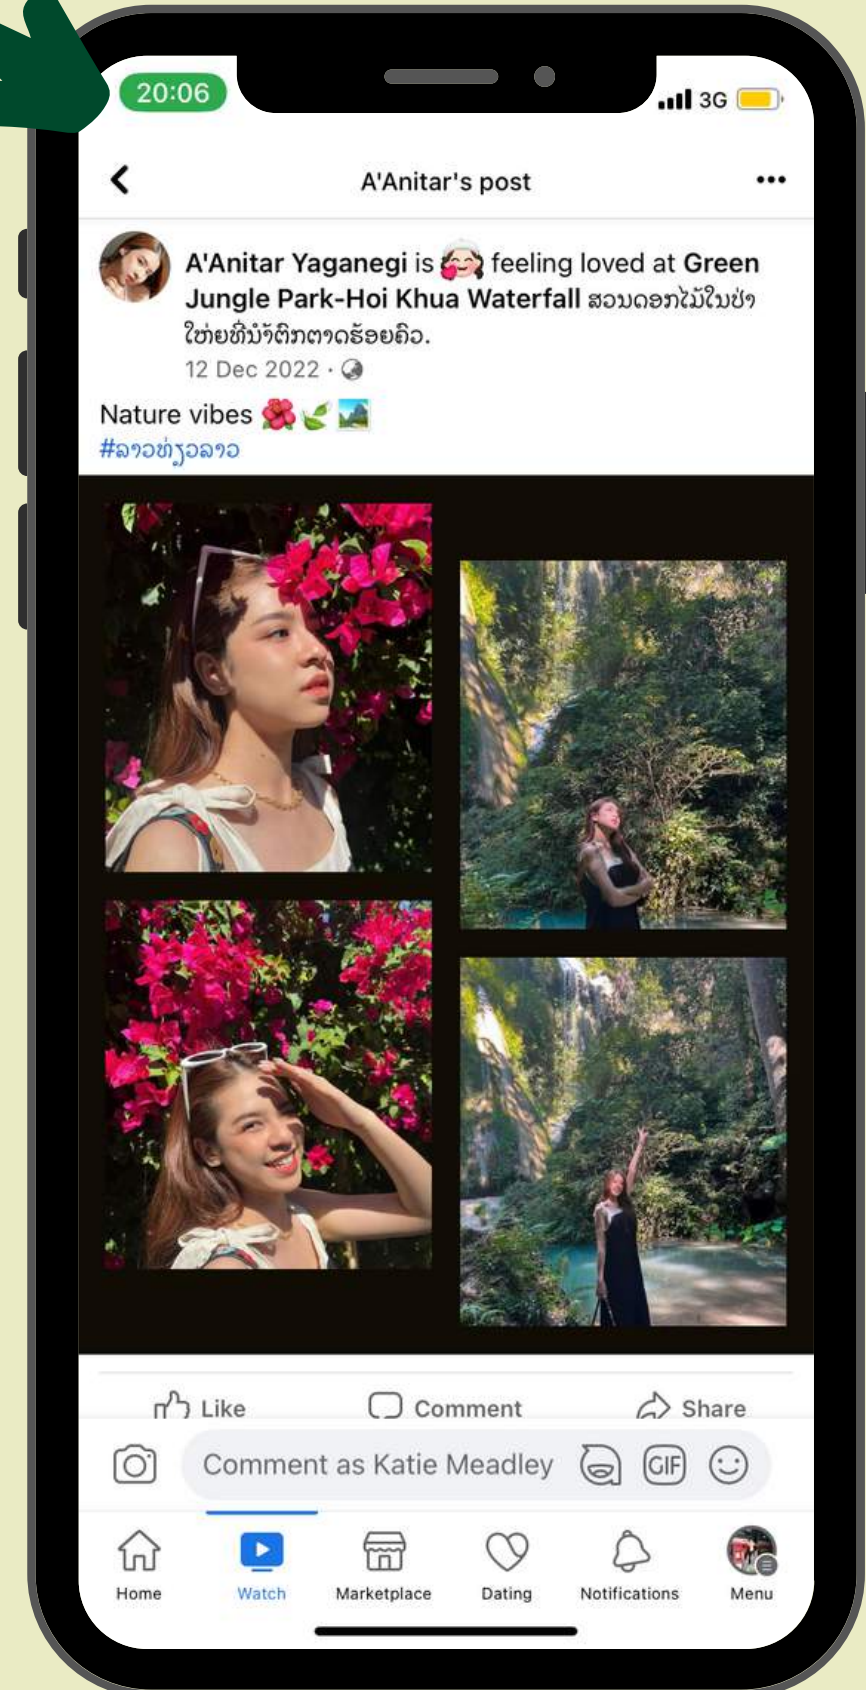 20:06
3G
A'Anitar's post
A'Anitar Yaganegi is feeling loved at Green
Jungle Park-Hoi Khua Waterfall ສວນດອກໄມ້ໃນປ່າ
ໃຫ່ຍທີ່ນ້ຳຕົກຕາດຮ້ອຍຄົວ.
12 Dec 2022 ·
Nature vibes
#ລາວທ່ຽວລາວ
Like Comment Share
Comment as Katie Meadley GIF
Home Watch Marketplace Dating Notifications Menu